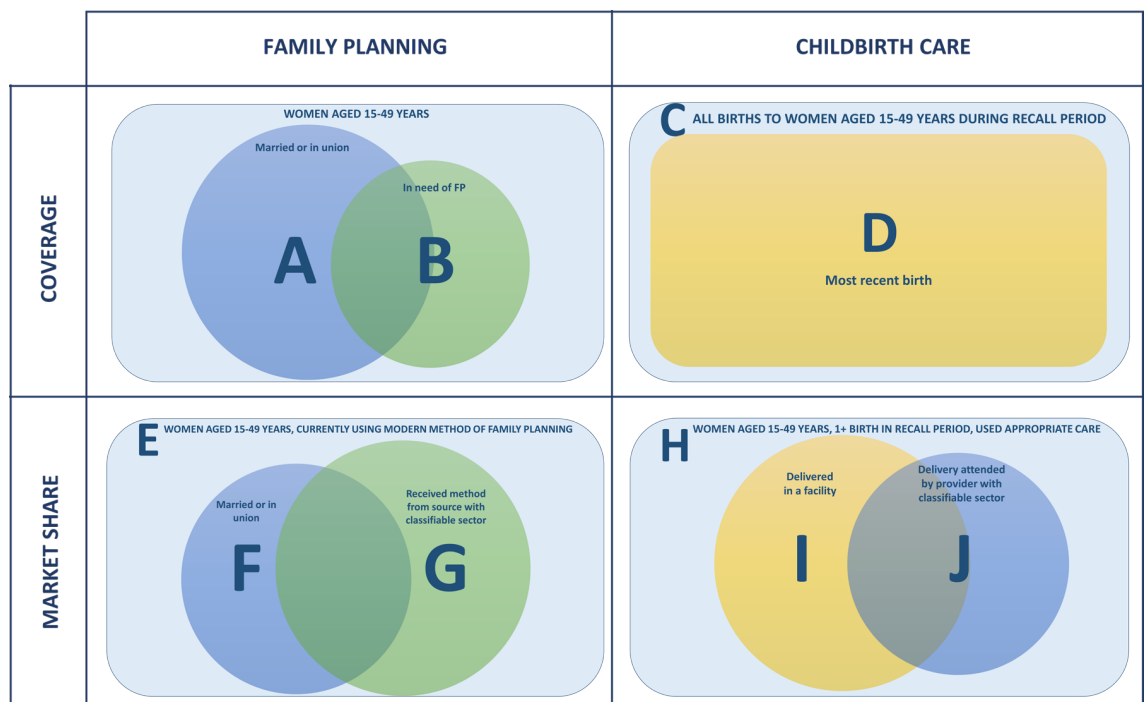 FAMILY PLANNING
CHILDBIRTH CARE
COVERAGE
WOMEN AGED 15-49 YEARS
Married or in union
In need of FP
A
B
C
ALL BIRTHS TO WOMEN AGED 15-49 YEARS DURING RECALL PERIOD
D
Most recent birth
MARKET SHARE
E
WOMEN AGED 15-49 YEARS, CURRENTLY USING MODERN METHOD OF FAMILY PLANNING
Married or in
union
Received method
from source with
classifiable sector
F
G
H
WOMEN AGED 15-49 YEARS, 1+ BIRTH IN RECALL PERIOD, USED APPROPRIATE CARE
Delivered
in a facility
Delivery attended
by provider with
classifiable sector
I
J